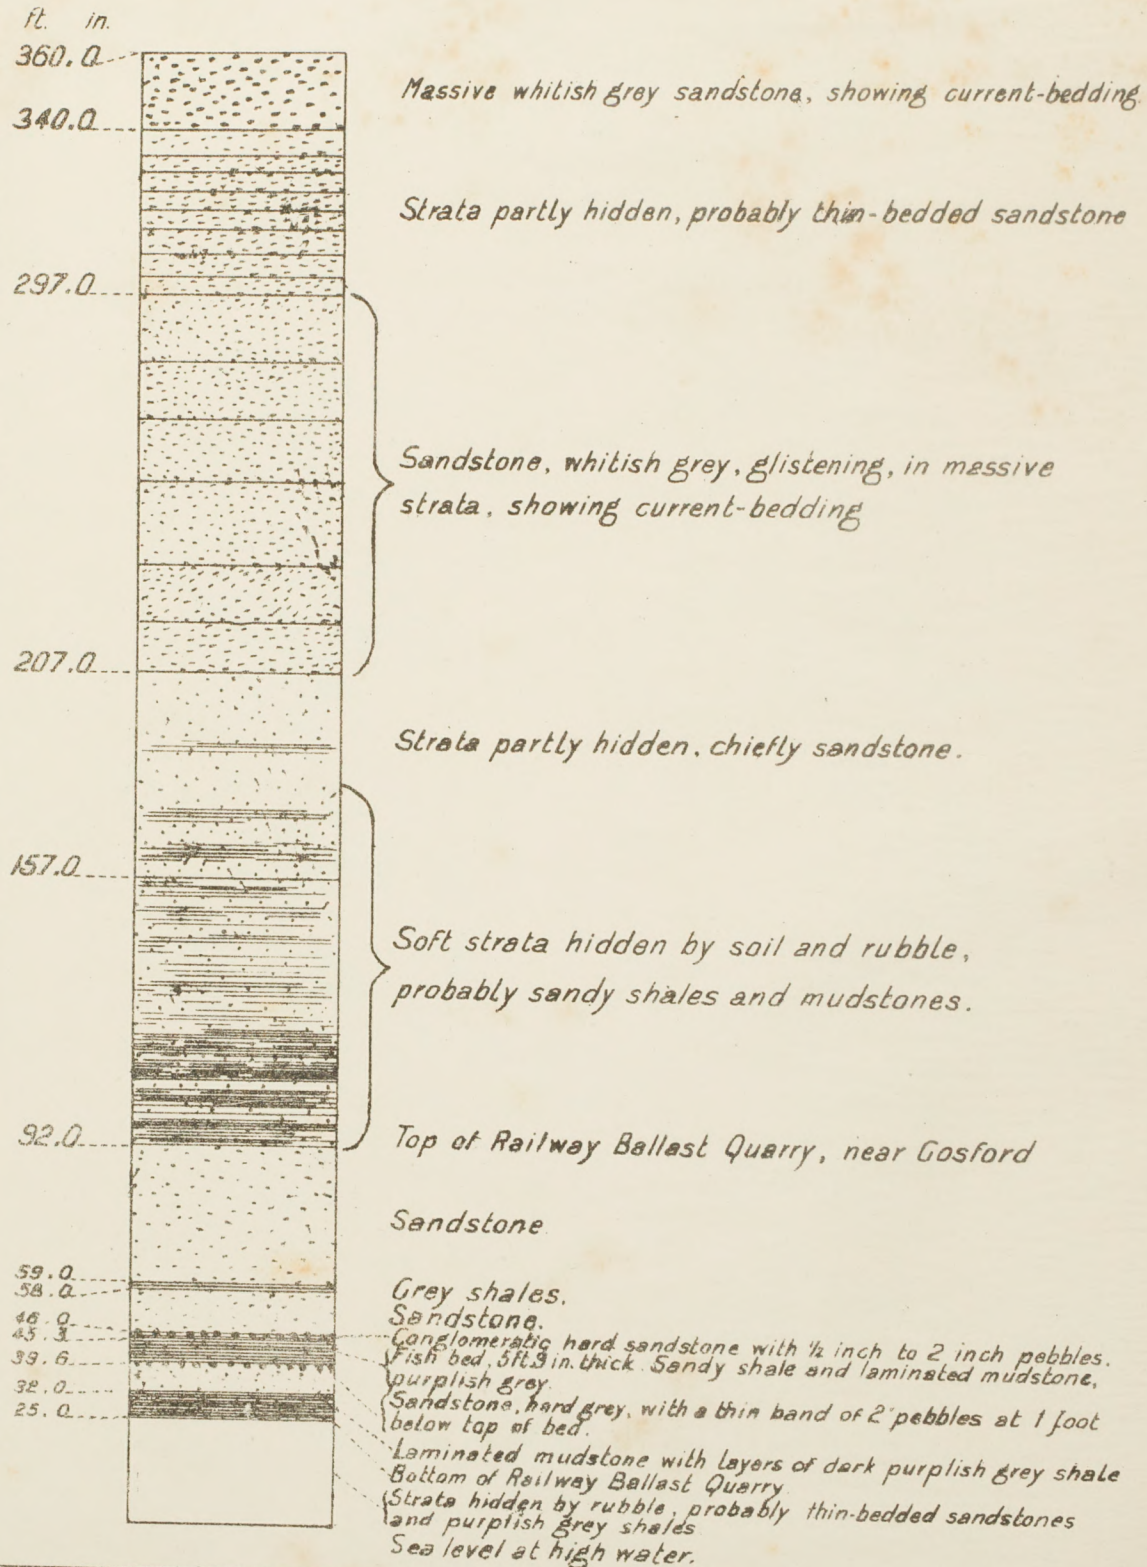 ft. in.
360.0
Massive whitish grey sandstone, showing current-bedding.
340.0
Strata partly hidden, probably thin-bedded sandstone
297.0
Sandstone, whitish grey, glistening, in massive
strata, showing current-bedding
207.0
Strata partly hidden, chiefly sandstone.
157.0
Soft strata hidden by soil and rubble,
probably sandy shales and mudstones.
92.0
Top of Railway Ballast Quarry, near Gosford
Sandstone
59.0
58.0
Grey shales.
Sandstone.
46.0
45.3
Conglomeratic hard sandstone with ½ inch to 2 inch pebbles.
Fish bed, 5ft.9in. thick. Sandy shale and laminated mudstone,
purplish grey.
39.6
Sandstone, hard grey, with a thin band of 2" pebbles at 1 foot
below top of bed.
32.0
Laminated mudstone with layers of dark purplish grey shale
25.0
Bottom of Railway Ballast Quarry
Strata hidden by rubble, probably thin-bedded sandstones
and purplish grey shales
Sea level at high water.